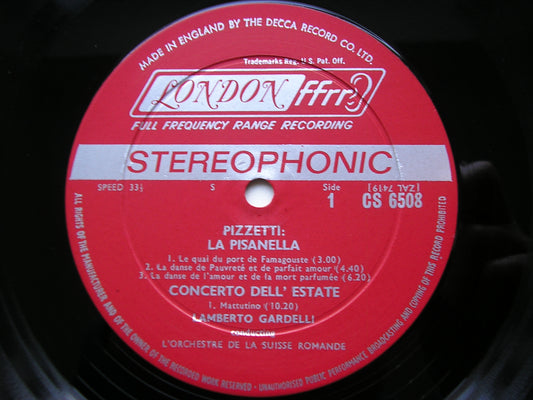 MADE IN ENGLAND BY THE DECCA RECORD CO. LTD.
Trademarks Reg. U.S. Pat. Off.
LONDON ffrr
FULL FREQUENCY RANGE RECORDING
STEREOPHONIC
SPEED 33⅓ S Side [ZAL 7419]
1 CS 6508
PIZZETTI:
LA PISANELLA
1. Le quai du port de Famagouste (3.00)
2. La danse de Pauvreté et de parfait amour (4.40)
3. La danse de l'amour et de la mort parfumée (6.20)
CONCERTO DELL' ESTATE
1. Mattutino (10.20)
LAMBERTO GARDELLI
conducting
L'ORCHESTRE DE LA SUISSE ROMANDE
ALL RIGHTS OF THE MANUFACTURER AND OF THE OWNER OF THE RECORDED WORK RESERVED - UNAUTHORISED PUBLIC PERFORMANCE, BROADCASTING AND COPYING OF THIS RECORD PROHIBITED